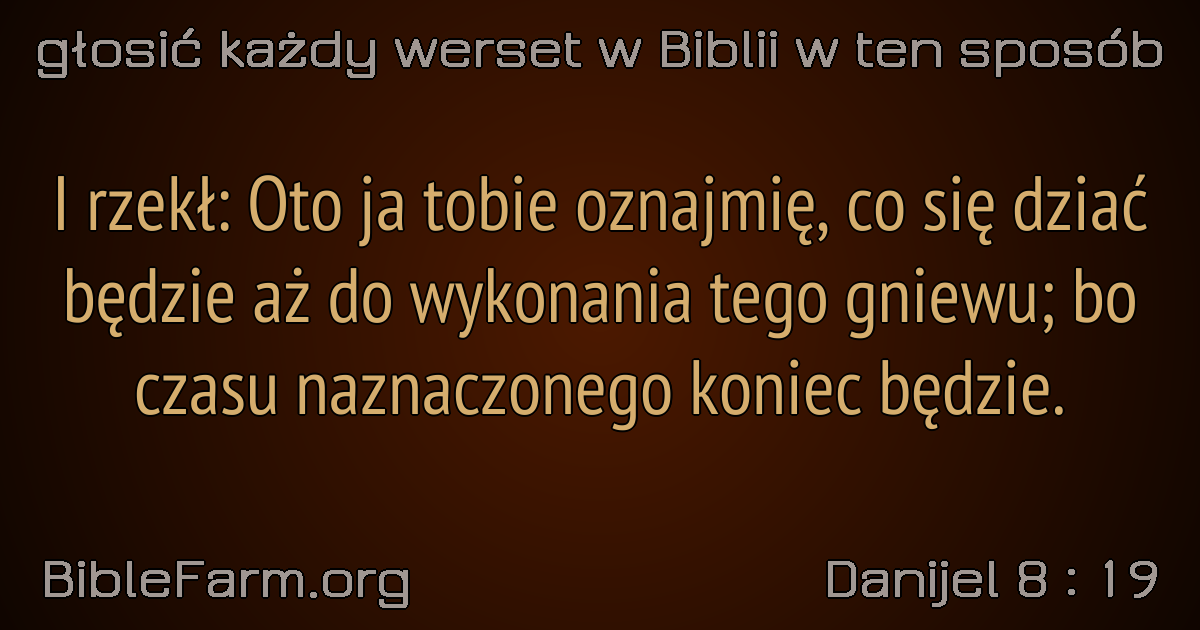 głosić każdy werset w Biblii w ten sposób
I rzekł: Oto ja tobie oznajmię, co się dziać
będzie aż do wykonania tego gniewu; bo
czasu naznaczonego koniec będzie.
BibleFarm.org
Danijel 8 : 19